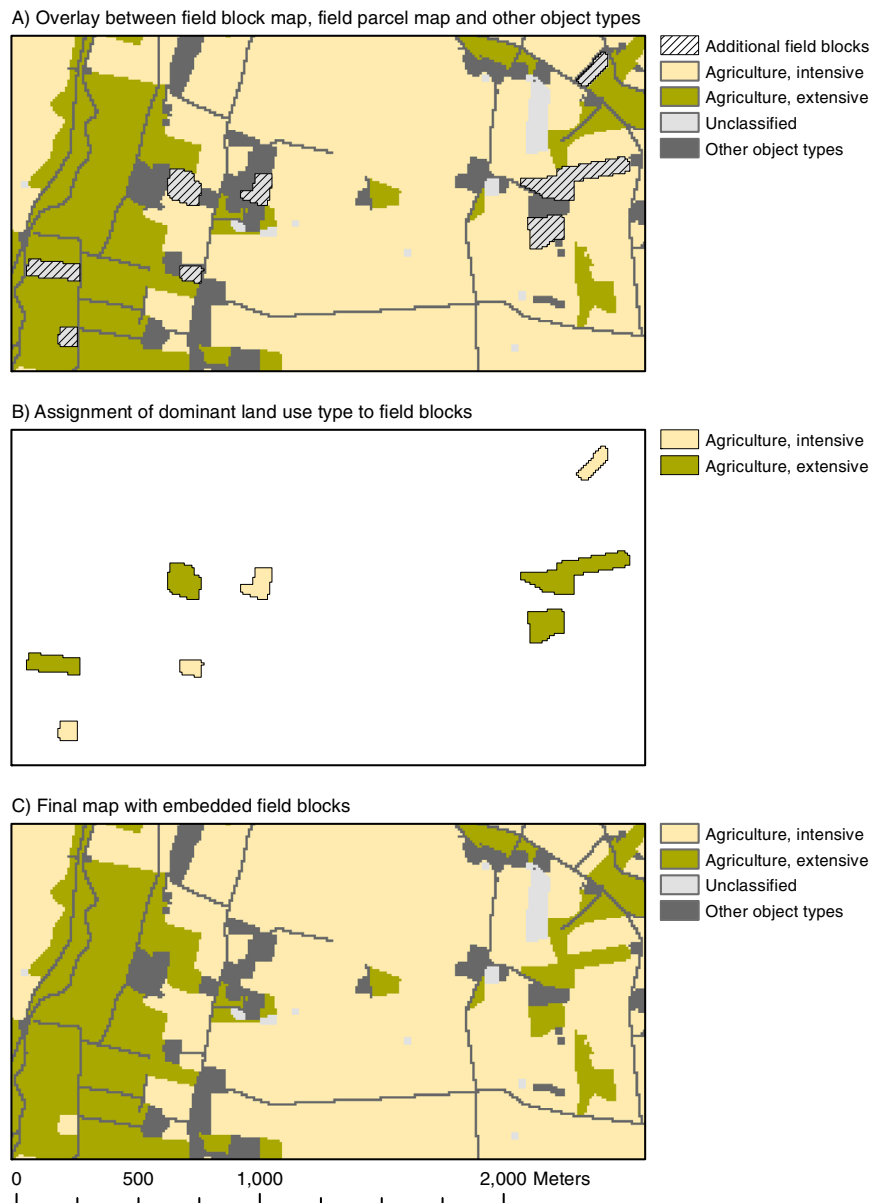 A) Overlay between field block map, field parcel map and other object types
Additional field blocks
Agriculture, intensive
Agriculture, extensive
Unclassified
Other object types
B) Assignment of dominant land use type to field blocks
Agriculture, intensive
Agriculture, extensive
C) Final map with embedded field blocks
Agriculture, intensive
Agriculture, extensive
Unclassified
Other object types
0 500 1,000 2,000 Meters